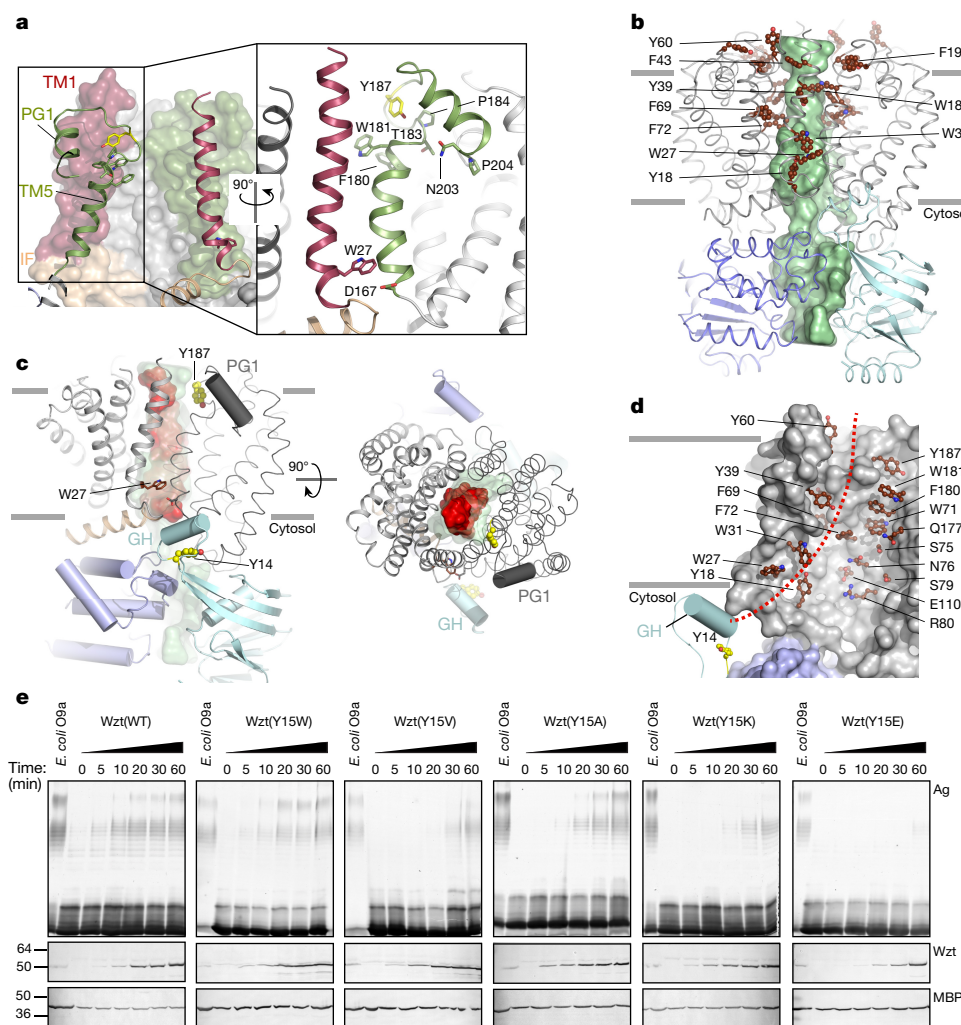 a
TM1
PG1
TM5
IF
90°
Y187
P184
W181
T183
F180
N203
P204
W27
D167
b
Y60
F43
Y39
F69
F72
W27
Y18
F19
W18
W3
Cytoso
c
Y187
PG1
W27
Cytosol
GH
Y14
90°
PG1
GH
d
Y60
Y39
F69
F72
W31
W27
Y18
Cytosol
GH
Y14
Y187
W181
F180
W71
Q177
S75
N76
S79
E110
R80
e
E. coli O9a Wzt(WT) E. coli O9a Wzt(Y15W) E. coli O9a Wzt(Y15V) E. coli O9a Wzt(Y15A) E. coli O9a Wzt(Y15K) E. coli O9a Wzt(Y15E)
Time: 0 5 10 20 30 60 0 5 10 20 30 60 0 5 10 20 30 60 0 5 10 20 30 60 0 5 10 20 30 60 0 5 10 20 30 60
(min)
Ag
64
50
Wzt
50
36
MBP